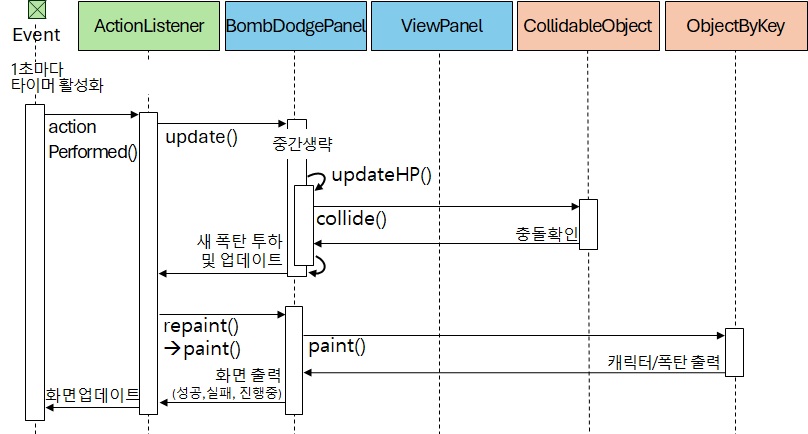 ActionListener
BombDodgePanel
ViewPanel
CollidableObject
ObjectByKey
Event
1초마다
타이머 활성화
action
Performed()
update()
중간생략
updateHP()
collide()
충돌확인
새 폭탄 투하
및 업데이트
repaint()
→paint()
paint()
캐릭터/폭탄 출력
화면 출력
(성공,실패, 진행중)
화면업데이트